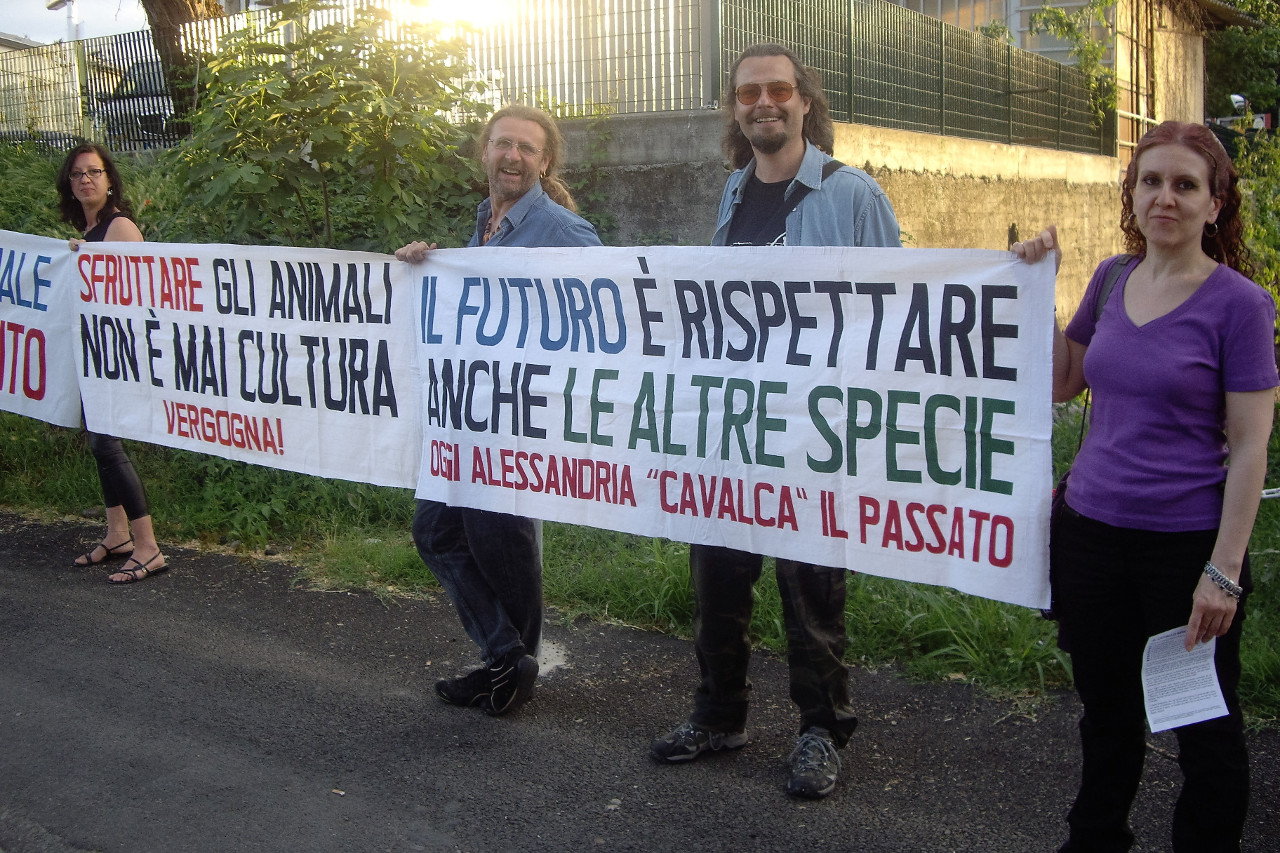 ALE
NTO
SFRUTTARE GLI ANIMALI
NON È MAI CULTURA
VERGOGNA!
IL FUTURO È RISPETTARE
ANCHE LE ALTRE SPECIE
OGGI ALESSANDRIA "CAVALCA" IL PASSATO